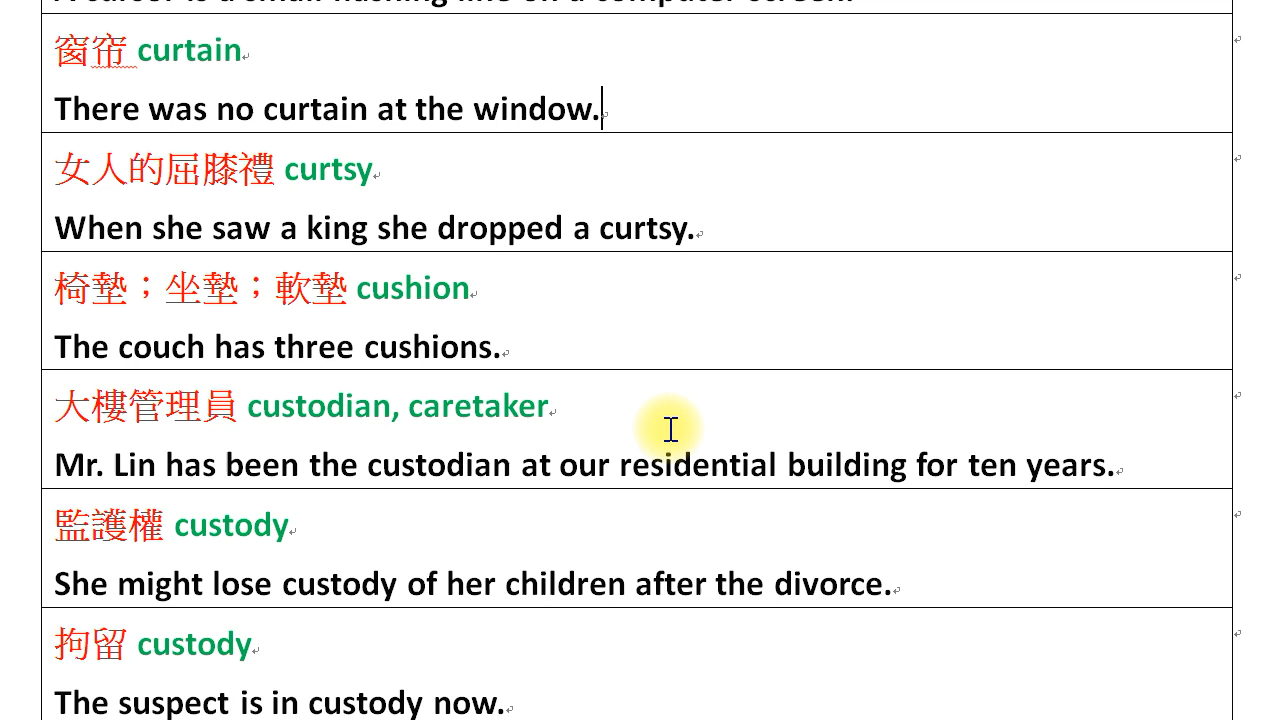 窗帘 curtain
There was no curtain at the window.
女人的屈膝禮 curtsy
When she saw a king she dropped a curtsy.
椅墊；坐墊；軟墊 cushion
The couch has three cushions.
大樓管理員 custodian, caretaker
Mr. Lin has been the custodian at our residential building for ten years.
監護權 custody
She might lose custody of her children after the divorce.
拘留 custody
The suspect is in custody now.